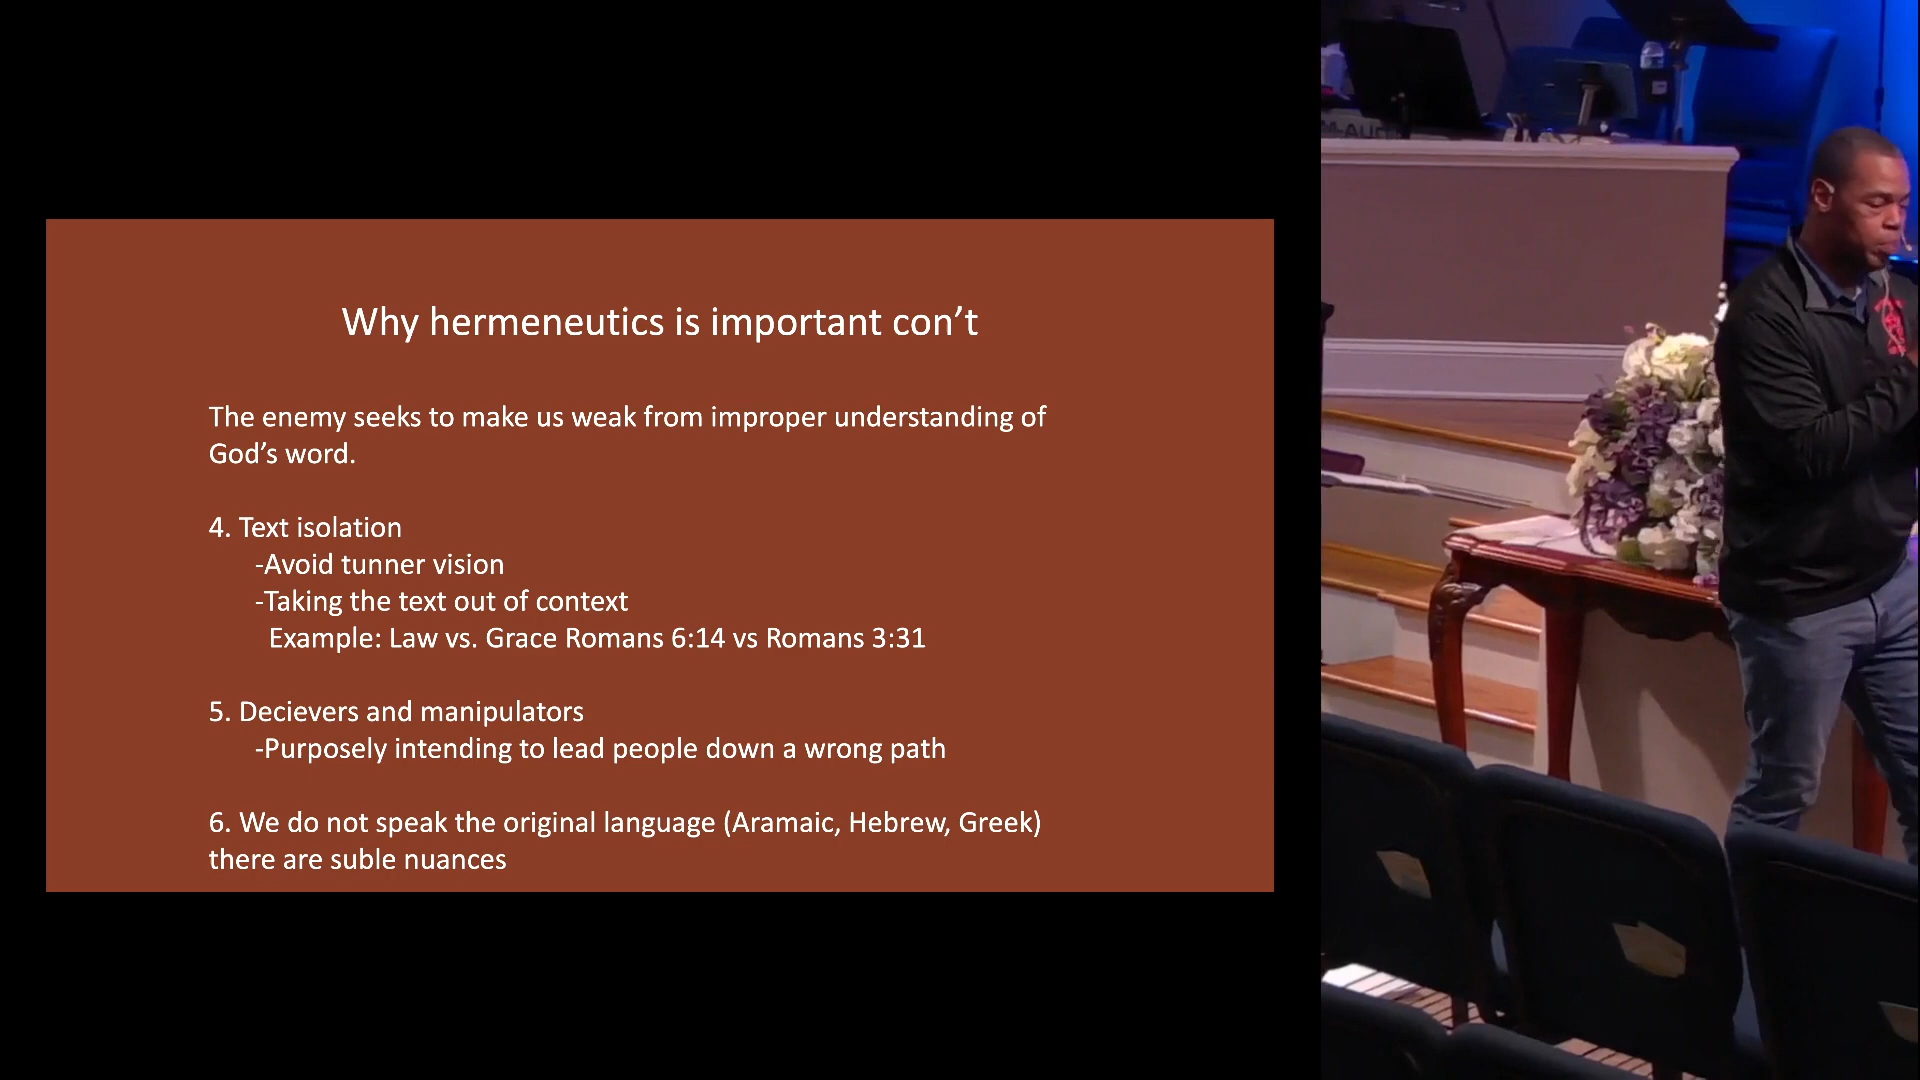 Why hermeneutics is important con’t
The enemy seeks to make us weak from improper understanding of
God’s word.
4. Text isolation
-Avoid tunner vision
-Taking the text out of context
Example: Law vs. Grace Romans 6:14 vs Romans 3:31
5. Decievers and manipulators
-Purposely intending to lead people down a wrong path
6. We do not speak the original language (Aramaic, Hebrew, Greek)
there are suble nuances